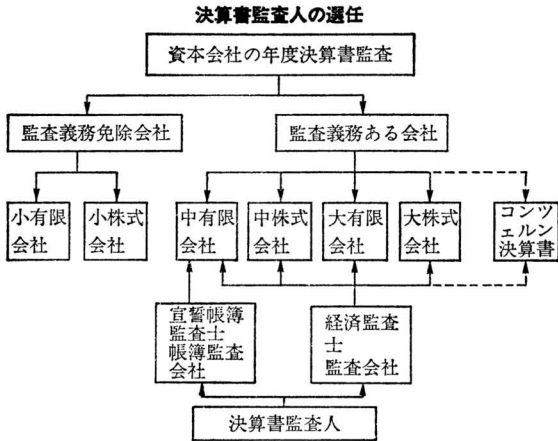 決算書監査人の選任
資本会社の年度決算書監査
監査義務免除会社
監査義務ある会社
小有限
会社
小株式
会社
中有限
会社
中株式
会社
大有限
会社
大株式
会社
コンツ
ェルン
決算書
宣誓帳簿
監査士
帳簿監査
会社
経済監査
士
監査会社
決算書監査人